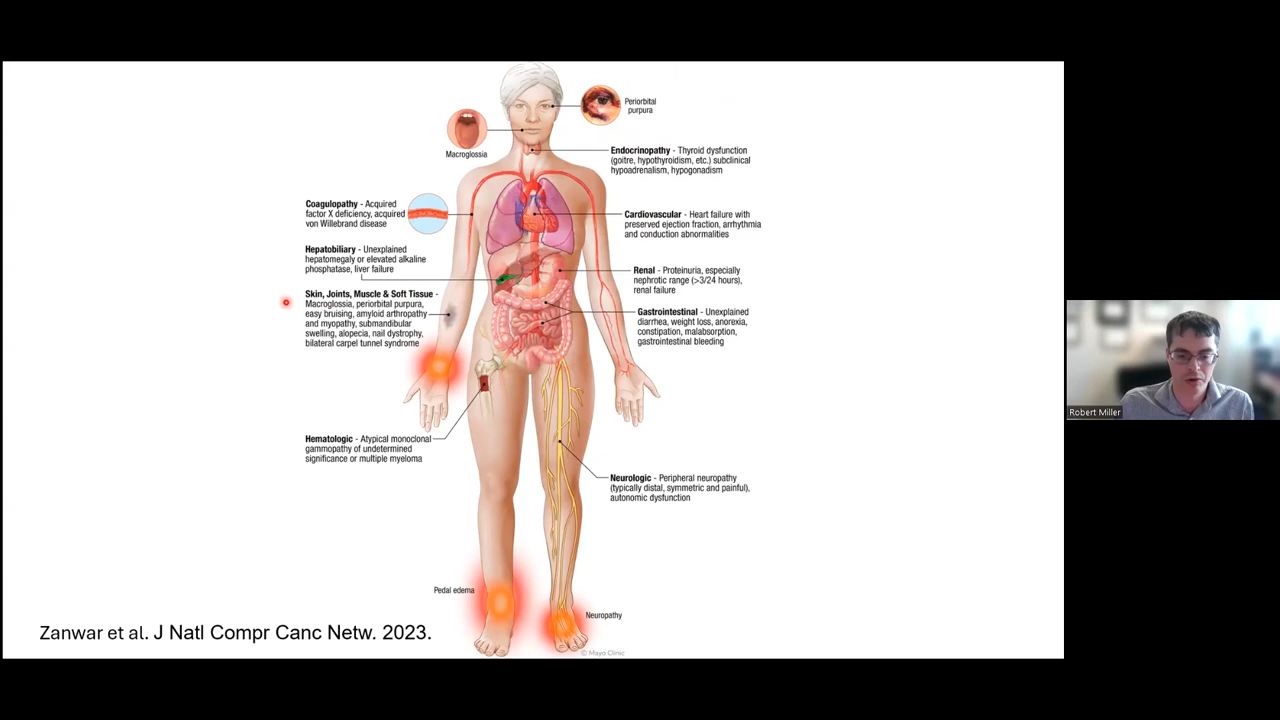 Periorbital
purpura
Macroglossia
Endocrinopathy - Thyroid dysfunction
(goitre, hypothyroidism, etc.) subclinical
hypoadrenalism, hypogonadism
Coagulopathy - Acquired
factor X deficiency, acquired
von Willebrand disease
Cardiovascular - Heart failure with
preserved ejection fraction, arrhythmia
and conduction abnormalities
Hepatobiliary - Unexplained
hepatomegaly or elevated alkaline
phosphatase, liver failure
Renal - Proteinuria, especially
nephrotic range (>3/24 hours),
renal failure
Skin, Joints, Muscle & Soft Tissue -
Macroglossia, periorbital purpura,
easy bruising, amyloid arthropathy
and myopathy, submandibular
swelling, alopecia, nail dystrophy,
bilateral carpel tunnel syndrome
Gastrointestinal - Unexplained
diarrhea, weight loss, anorexia,
constipation, malabsorption,
gastrointestinal bleeding
Hematologic - Atypical monoclonal
gammopathy of undetermined
significance or multiple myeloma
Neurologic - Peripheral neuropathy
(typically distal, symmetric and painful),
autonomic dysfunction
Pedal edema
Neuropathy
Zanwar et al. J Natl Compr Canc Netw. 2023.
© Mayo Clinic
Robert Miller